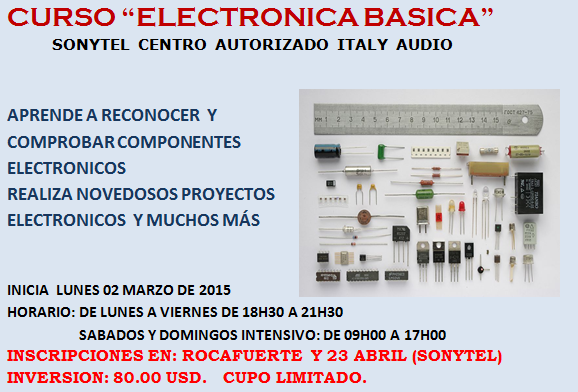 CURSO “ELECTRONICA BASICA”
SONYTEL CENTRO AUTORIZADO ITALY AUDIO
APRENDE A RECONOCER Y
COMPROBAR COMPONENTES
ELECTRONICOS
REALIZA NOVEDOSOS PROYECTOS
ELECTRONICOS Y MUCHOS MÁS
INICIA LUNES 02 MARZO DE 2015
HORARIO: DE LUNES A VIERNES DE 18H30 A 21H30
SABADOS Y DOMINGOS INTENSIVO: DE 09H00 A 17H00
INSCRIPCIONES EN: ROCAFUERTE Y 23 ABRIL (SONYTEL)
INVERSION: 80.00 USD. CUPO LIMITADO.